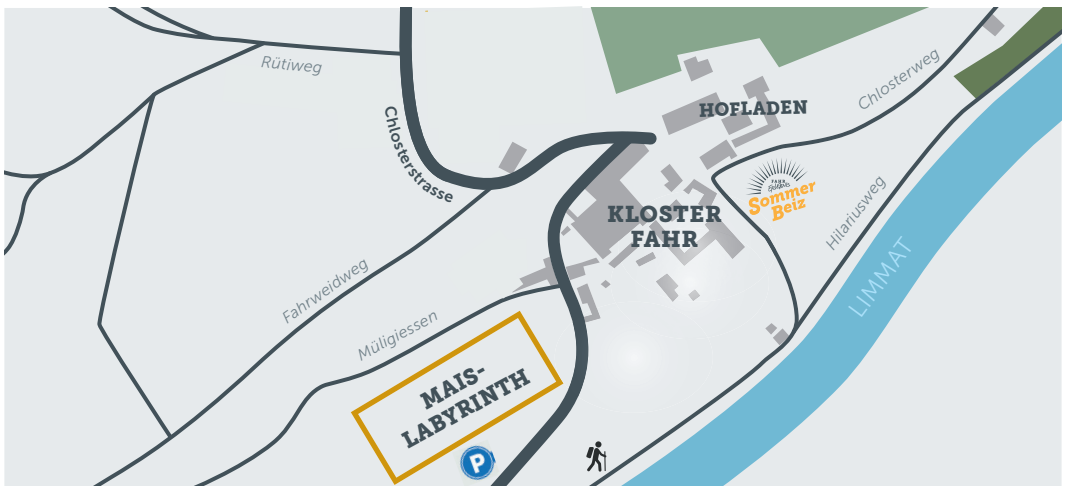 Rütiweg
Chlosterstrasse
HOFLADEN
Chlosterweg
Sommer
Beiz
KLOSTER
FAHR
Hilariusweg
LIMMAT
Fahrweidweg
Müligiessen
MAIS-
LABYRINTH
P